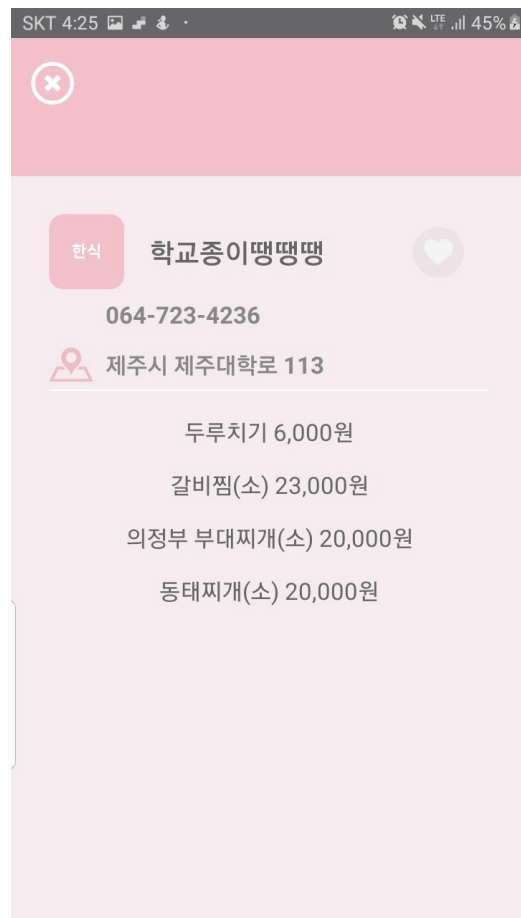 SKT 4:25
LTE 45%
한식
학교종이땡땡땡
064-723-4236
제주시 제주대학로 113
두루치기 6,000원
갈비찜(소) 23,000원
의정부 부대찌개(소) 20,000원
동태찌개(소) 20,000원